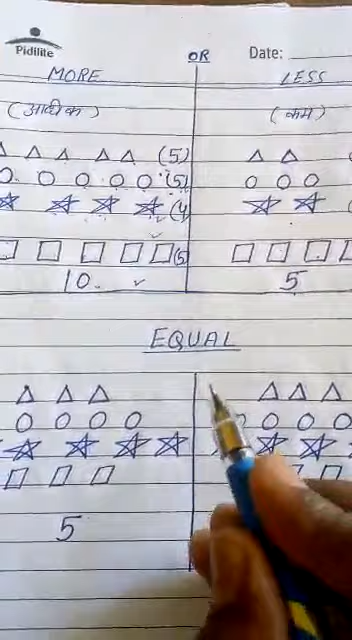 Pidilite
OR
Date:
MORE
LESS
(अधिक)
(कम)
(5)
(5)
(4
(5)
10
5
EQUAL
5